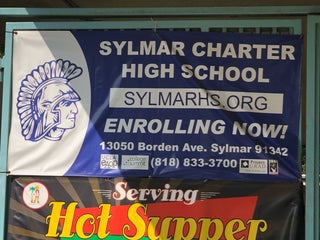 SYLMAR CHARTER
HIGH SCHOOL
SYLMARHS.ORG
ENROLLING NOW!
13050 Borden Ave. Sylmar 91342
(818) 833-3700
Serving
Hot Supper